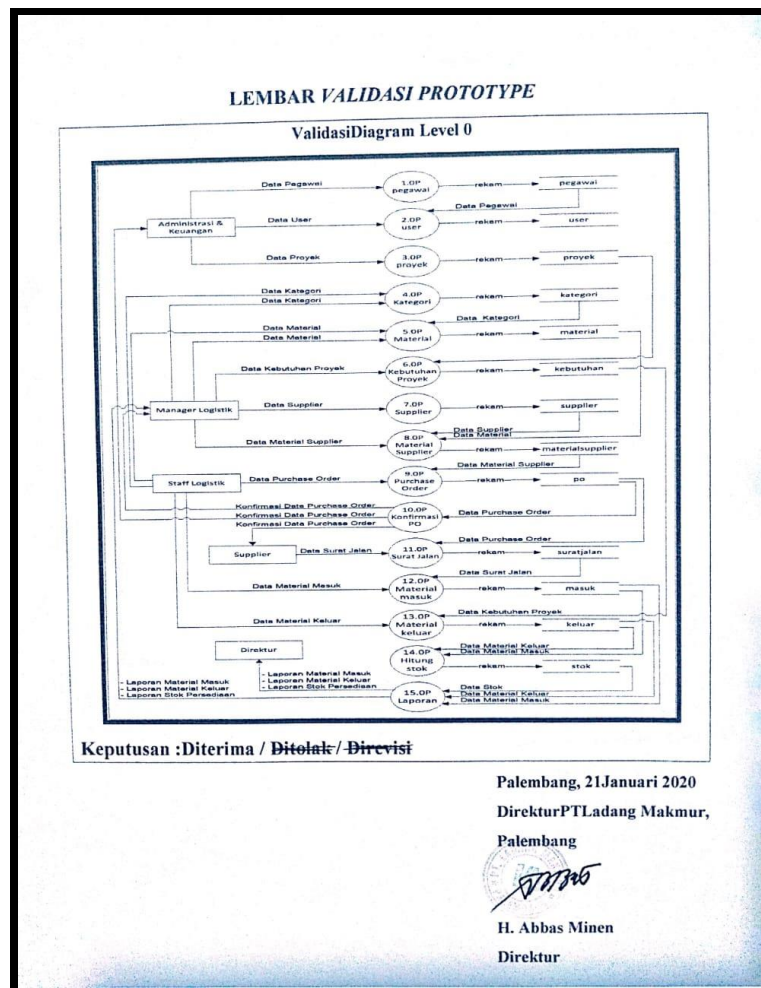 LEMBAR VALIDASI PROTOTYPE
ValidasiDiagram Level 0
Data Pegawai
1.0P
pegawai
rekam
pegawai
Data Pegawai
Administrasi &
Keuangan
Data User
2.0P
user
rekam
user
Data Proyek
3.0P
proyek
rekam
proyek
Data Kategori
Data Kategori
4.0P
Kategori
rekam
kategori
Data Kategori
Data Material
Data Material
5.0P
Material
rekam
material
Data Kebutuhan Proyek
6.0P
Kebutuhan
Proyek
rekam
kebutuhan
Manager Logistik
Data Supplier
7.0P
Supplier
rekam
supplier
Data Supplier
Data Material
Data Material Supplier
8.0P
Material
Supplier
rekam
materialsupplier
Data Material Supplier
Staff Logistik
Data Purchase Order
9.0P
Purchase
Order
rekam
po
Konfirmasi Data Purchase Order
Konfirmasi Data Purchase Order
Konfirmasi Data Purchase Order
10.0P
Konfirmasi
PO
Data Purchase Order
Data Purchase Order
Supplier
Data Surat Jalan
11.0P
Surat Jalan
rekam
suratjalan
Data Surat Jalan
Data Material Masuk
12.0P
Material
masuk
rekam
masuk
Data Kebutuhan Proyek
Data Material Keluar
13.0P
Material
keluar
rekam
keluar
Data Material Keluar
Data Material Masuk
Direktur
14.0P
Hitung
stok
rekam
stok
- Laporan Material Masuk
- Laporan Material Keluar
- Laporan Stok Persediaan
- Laporan Material Masuk
- Laporan Material Keluar
- Laporan Stok Persediaan
15.0P
Laporan
Data Stok
Data Material Keluar
Data Material Masuk
Keputusan :Diterima / Ditolak / Direvisi
Palembang, 21Januari 2020
DirekturPTLadang Makmur,
Palembang
H. Abbas Minen
Direktur